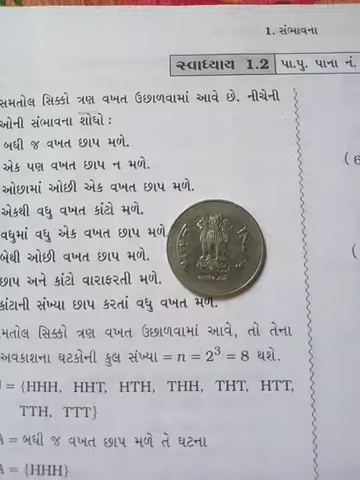 1. સંભાવના
સ્વાધ્યાય 1.2 પા.પુ. પાના નં.
સમતોલ સિક્કો ત્રણ વખત ઉછાળવામાં આવે છે. નીચેની
ઓની સંભાવના શોધો :
બધી જ વખત છાપ મળે.
એક પણ વખત છાપ ન મળે.
ઓછામાં ઓછી એક વખત છાપ મળે.
એકથી વધુ વખત કાંટો મળે.
વધુમાં વધુ એક વખત છાપ મળે.
બેથી ઓછી વખત છાપ મળે.
છાપ અને કાંટો વારાફરતી મળે.
કાંટાની સંખ્યા છાપ કરતાં વધુ વખત મળે.
મતોલ સિક્કો ત્રણ વખત ઉછાળવામાં આવે, તો તેના
અવકાશના ઘટકોની કુલ સંખ્યા = n = 2³ = 8 થશે.
= {HHH, HHT, HTH, THH, THT, HTT,
TTH, TTT}
A = બધી જ વખત છાપ મળે તે ઘટના
A = {HHH}